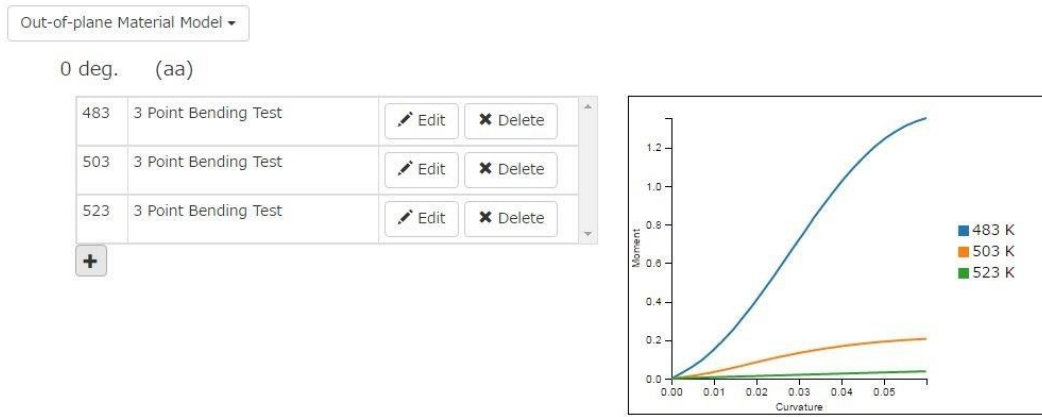 Out-of-plane Material Model
0 deg. (aa)
483 3 Point Bending Test Edit Delete
503 3 Point Bending Test Edit Delete
523 3 Point Bending Test Edit Delete
Moment
1.2
1.0
0.8
0.6
0.4
0.2
0.0
0.00 0.01 0.02 0.03 0.04 0.05
Curvature
483 K
503 K
523 K